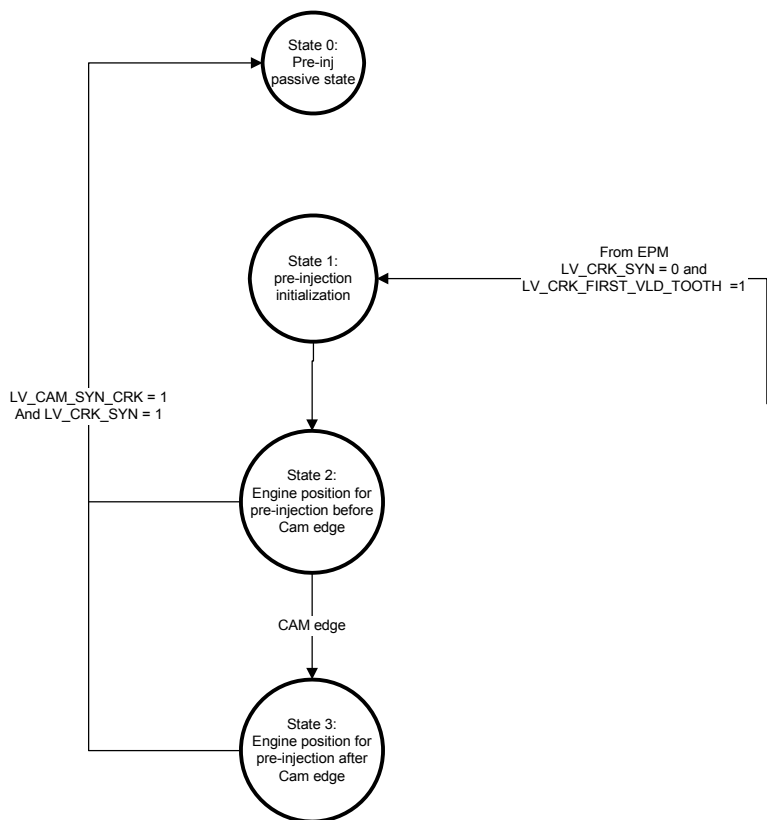 State 0:
Pre-inj
passive state
State 1:
pre-injection
initialization
From EPM
LV_CRK_SYN = 0 and
LV_CRK_FIRST_VLD_TOOTH =1
LV_CAM_SYN_CRK = 1
And LV_CRK_SYN = 1
State 2:
Engine position for
pre-injection before
Cam edge
CAM edge
State 3:
Engine position for
pre-injection after
Cam edge